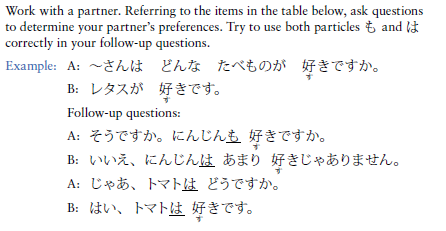 Work with a partner. Referring to the items in the table below, ask questions
to determine your partner's preferences. Try to use both particles も and は
correctly in your follow-up questions.
Example: A: ～さんは どんな たべものが 好きですか。
す
B: レタスが 好きです。
す
Follow-up questions:
A: そうですか。にんじんも 好きですか。
す
B: いいえ、にんじんは あまり 好きじゃありません。
す
A: じゃあ、トマトは どうですか。
B: はい、トマトは 好きです。
す